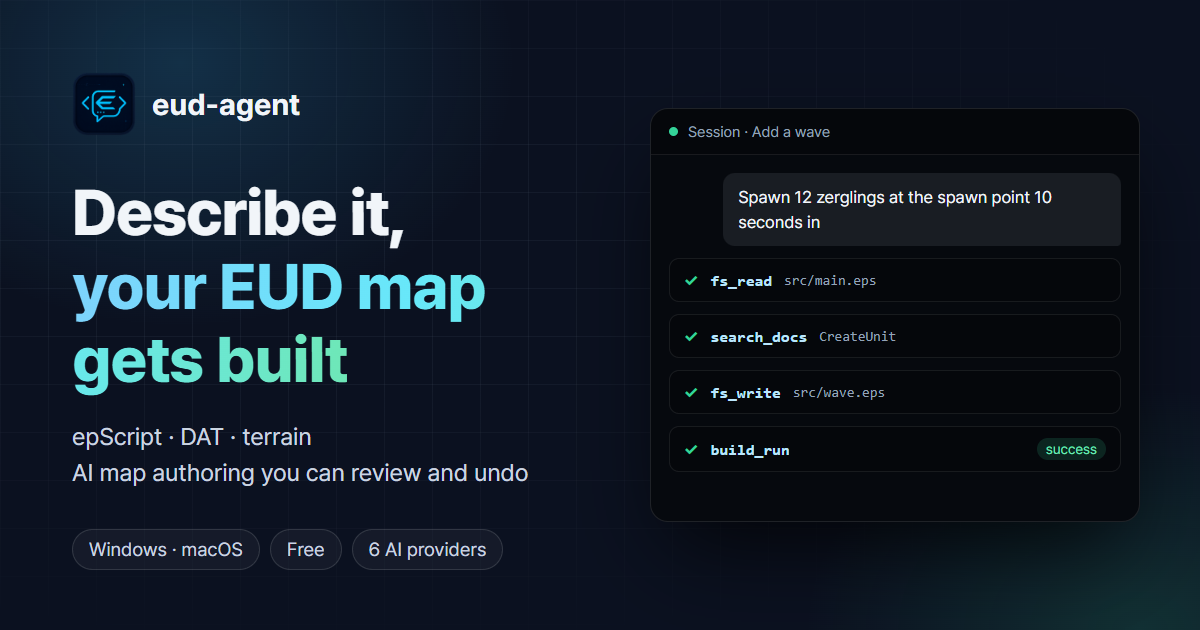 eud-agent
Describe it,
your EUD map
gets built
epScript · DAT · terrain
AI map authoring you can review and undo
Windows · macOS
Free
6 AI providers
Session · Add a wave
Spawn 12 zerglings at the spawn point 10
seconds in
fs_read src/main.eps
search_docs CreateUnit
fs_write src/wave.eps
build_run success